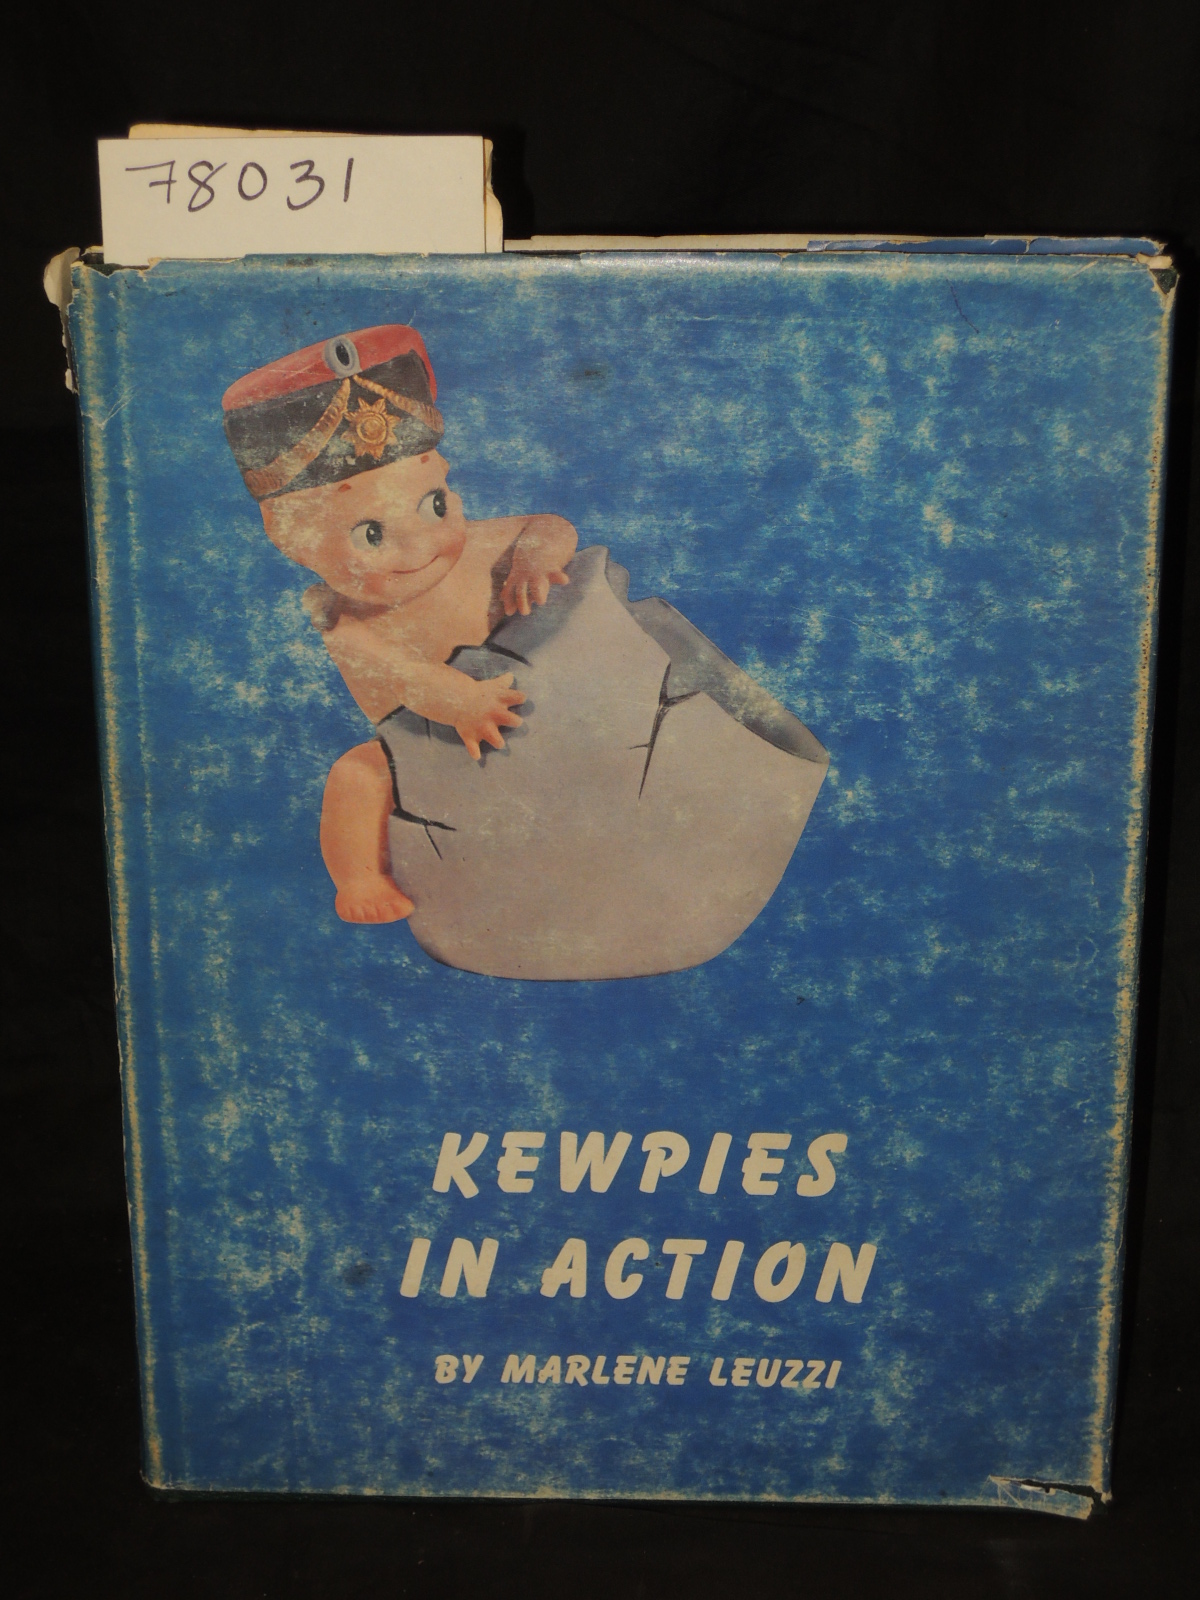 78031
KEWPIES
IN ACTION
BY MARLENE LEUZZI